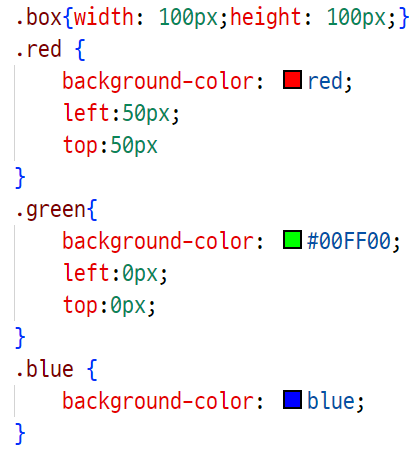 .box{width: 100px;height: 100px;}
.red {
background-color: red;
left:50px;
top:50px
}
.green{
background-color: #00FF00;
left:0px;
top:0px;
}
.blue {
background-color: blue;
}